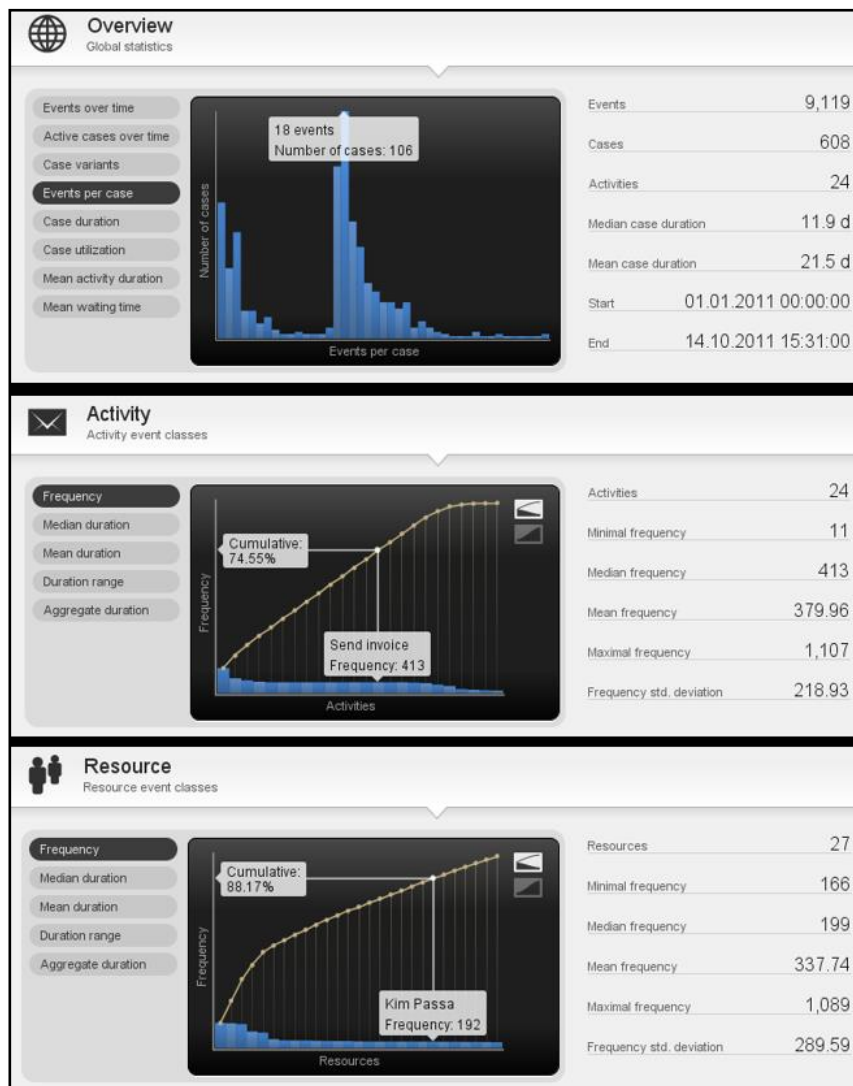 Overview
Global statistics
Events over time
Active cases over time
Case variants
Events per case
Case duration
Case utilization
Mean activity duration
Mean waiting time
Number of cases
18 events
Number of cases: 106
Events per case
Events 9,119
Cases 608
Activities 24
Median case duration 11.9 d
Mean case duration 21.5 d
Start 01.01.2011 00:00:00
End 14.10.2011 15:31:00
Activity
Activity event classes
Frequency
Median duration
Mean duration
Duration range
Aggregate duration
Frequency
Cumulative:
74.55%
Send invoice
Frequency: 413
Activities
Activities 24
Minimal frequency 11
Median frequency 413
Mean frequency 379.96
Maximal frequency 1,107
Frequency std. deviation 218.93
Resource
Resource event classes
Frequency
Median duration
Mean duration
Duration range
Aggregate duration
Frequency
Cumulative:
88.17%
Kim Passa
Frequency: 192
Resources
Resources 27
Minimal frequency 166
Median frequency 199
Mean frequency 337.74
Maximal frequency 1,089
Frequency std. deviation 289.59